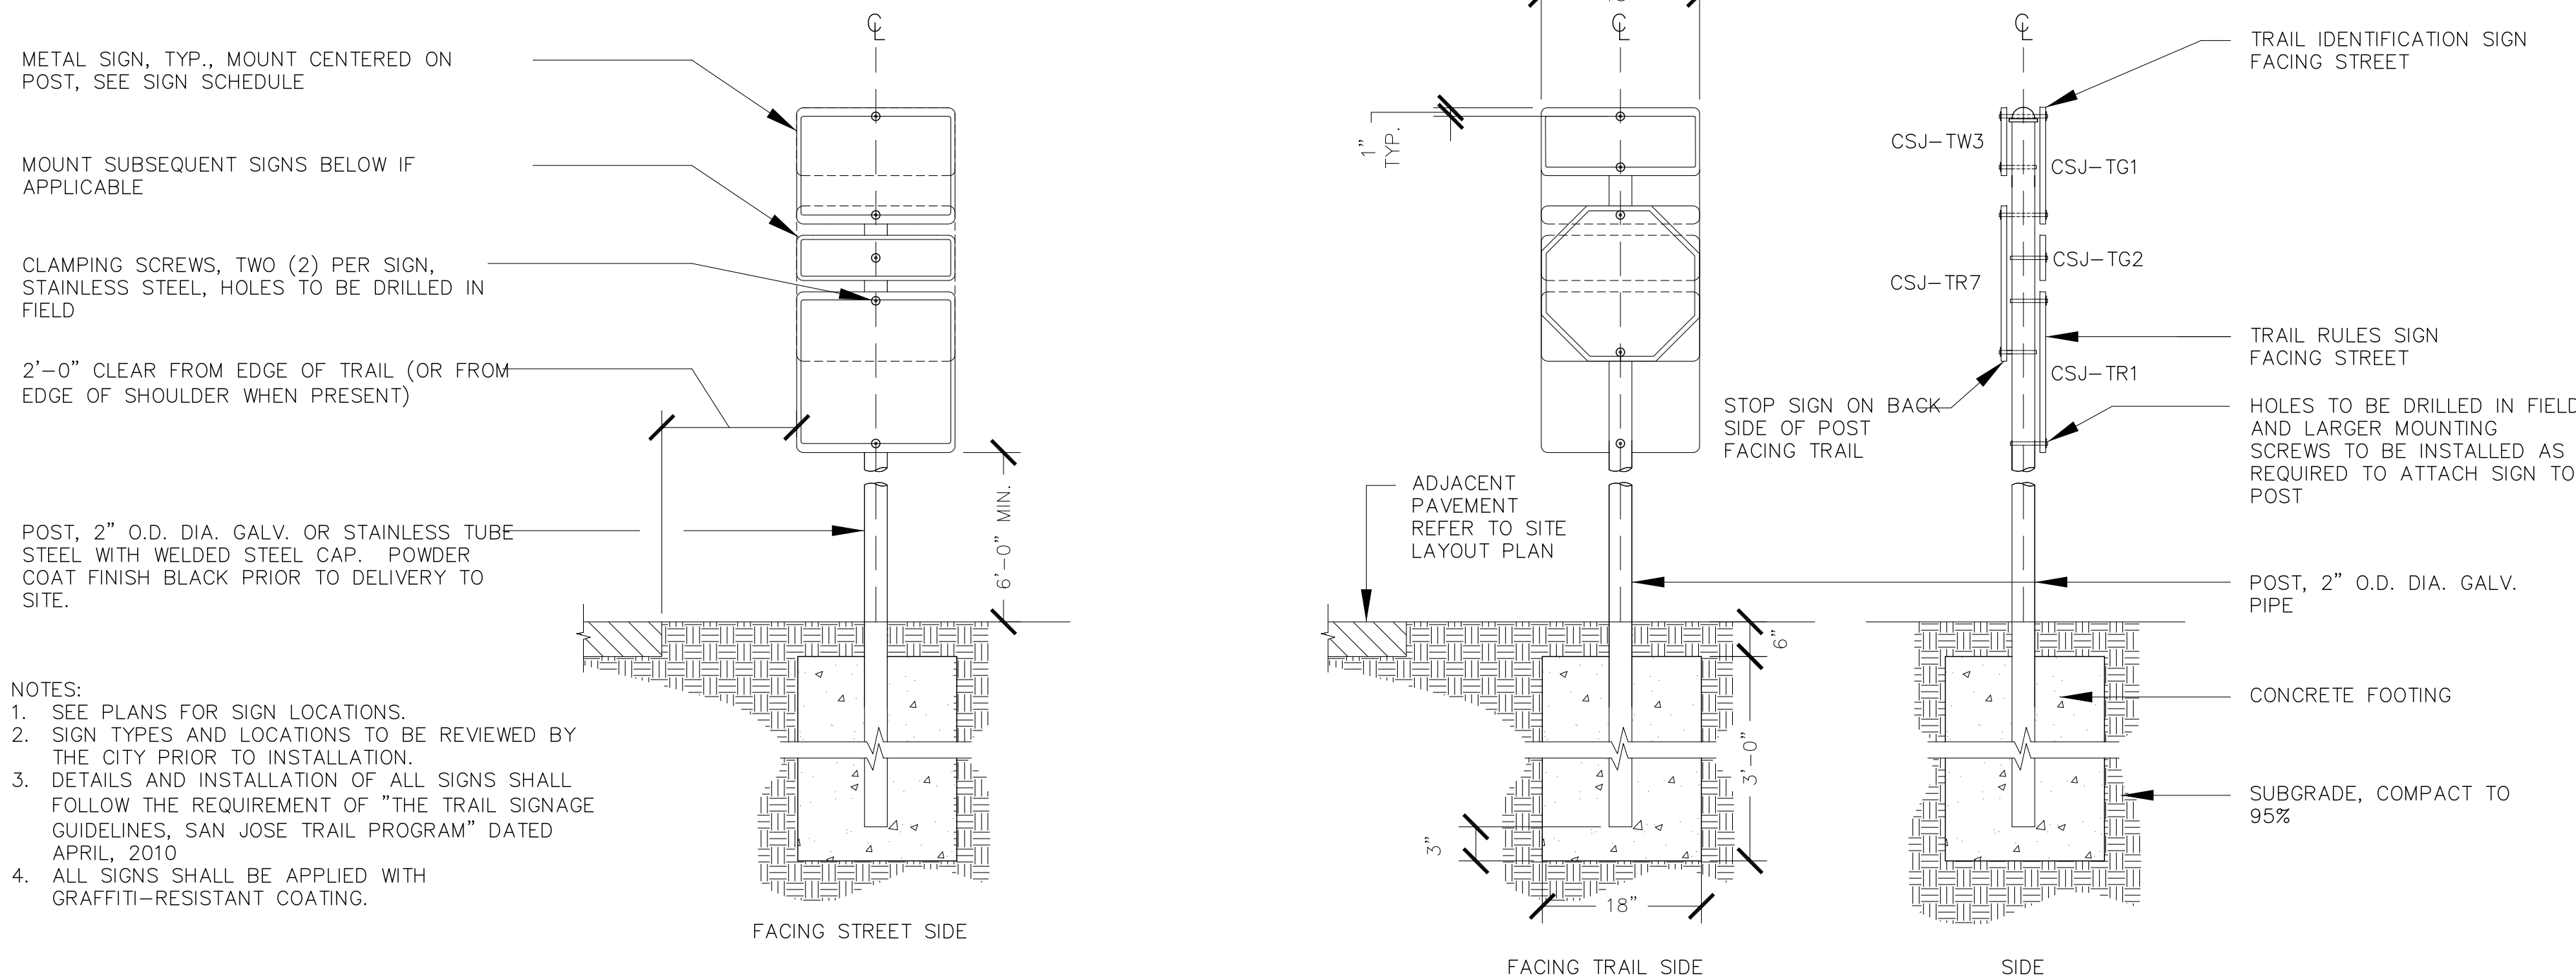 METAL SIGN, TYP., MOUNT CENTERED ON
POST, SEE SIGN SCHEDULE
MOUNT SUBSEQUENT SIGNS BELOW IF
APPLICABLE
CLAMPING SCREWS, TWO (2) PER SIGN,
STAINLESS STEEL, HOLES TO BE DRILLED IN
FIELD
2'-0" CLEAR FROM EDGE OF TRAIL (OR FROM
EDGE OF SHOULDER WHEN PRESENT)
POST, 2" O.D. DIA. GALV. OR STAINLESS TUBE
STEEL WITH WELDED STEEL CAP. POWDER
COAT FINISH BLACK PRIOR TO DELIVERY TO
SITE.
NOTES:
1. SEE PLANS FOR SIGN LOCATIONS.
2. SIGN TYPES AND LOCATIONS TO BE REVIEWED BY
THE CITY PRIOR TO INSTALLATION.
3. DETAILS AND INSTALLATION OF ALL SIGNS SHALL
FOLLOW THE REQUIREMENT OF "THE TRAIL SIGNAGE
GUIDELINES, SAN JOSE TRAIL PROGRAM" DATED
APRIL, 2010
4. ALL SIGNS SHALL BE APPLIED WITH
GRAFFITI-RESISTANT COATING.
℄
6'-0" MIN.
FACING STREET SIDE
℄
1"
TYP.
ADJACENT
PAVEMENT
REFER TO SITE
LAYOUT PLAN
6"
3'-0"
3"
18"
FACING TRAIL SIDE
℄
CSJ-TW3
CSJ-TG1
CSJ-TG2
CSJ-TR7
CSJ-TR1
STOP SIGN ON BACK
SIDE OF POST
FACING TRAIL
TRAIL IDENTIFICATION SIGN
FACING STREET
TRAIL RULES SIGN
FACING STREET
HOLES TO BE DRILLED IN FIELD
AND LARGER MOUNTING
SCREWS TO BE INSTALLED AS
REQUIRED TO ATTACH SIGN TO
POST
POST, 2" O.D. DIA. GALV.
PIPE
CONCRETE FOOTING
SUBGRADE, COMPACT TO
95%
SIDE